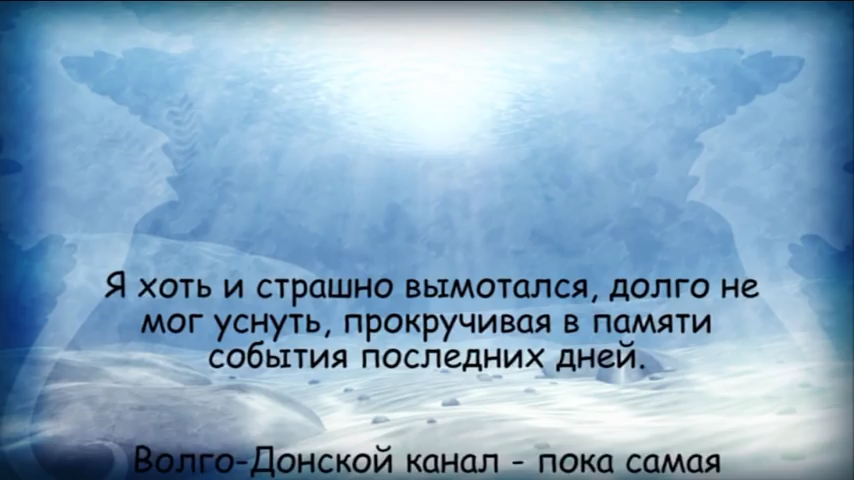 Я хоть и страшно вымотался, долго не
мог уснуть, прокручивая в памяти
события последних дней.
Волго-Донской канал - пока самая